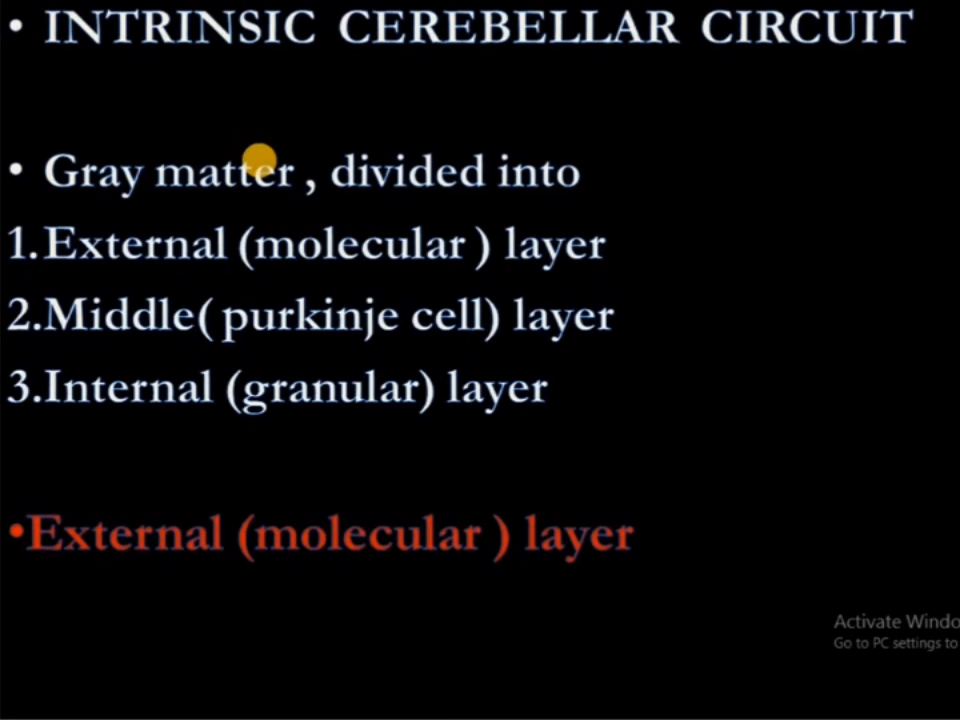 • INTRINSIC CEREBELLAR CIRCUIT
• Gray matter , divided into
1.External (molecular ) layer
2.Middle( purkinje cell) layer
3.Internal (granular) layer
•External (molecular ) layer
Activate Windo
Go to PC settings to